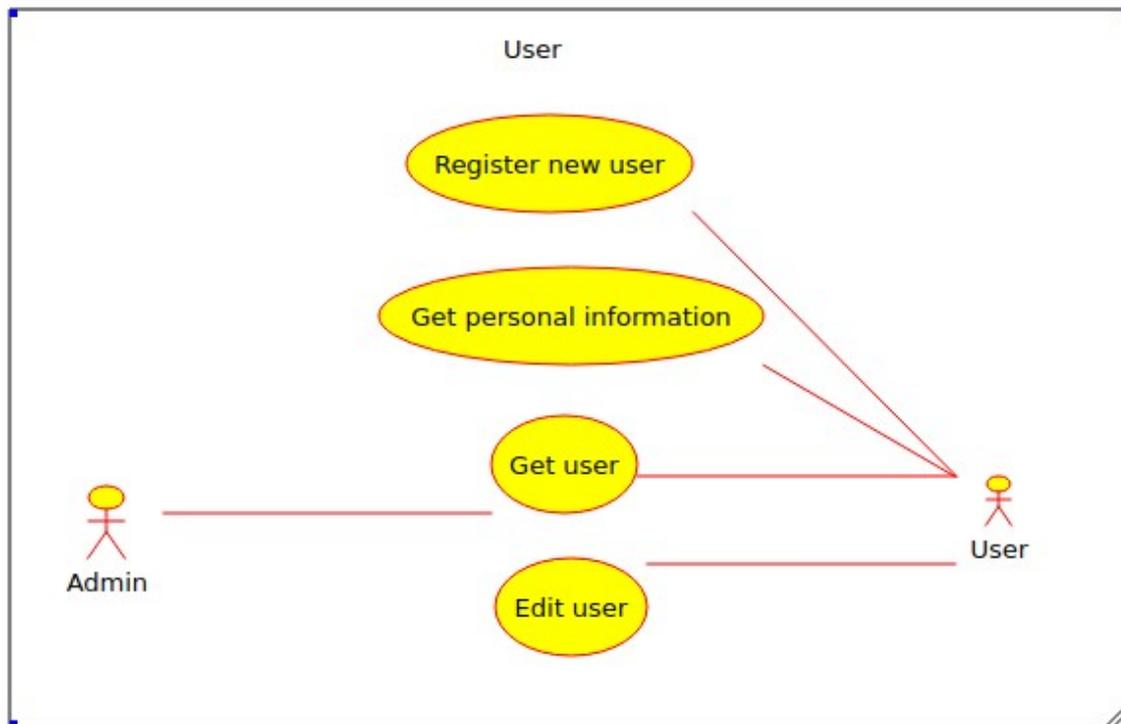 User
Register new user
Get personal information
Get user
Admin
User
Edit user